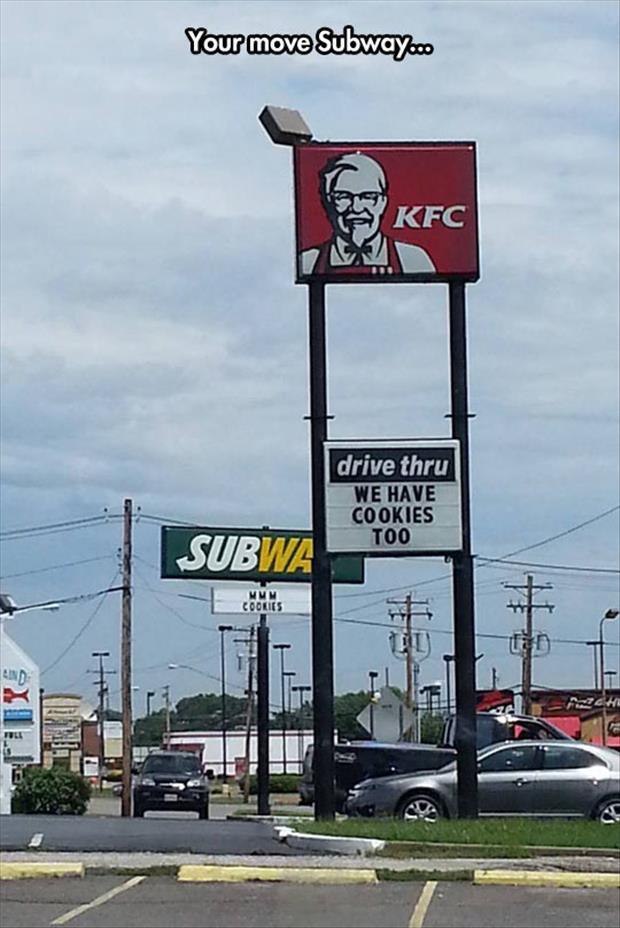 Your move Subway...
KFC
drive thru
WE HAVE
COOKIES
TOO
SUBWA
MMM
COOKIES